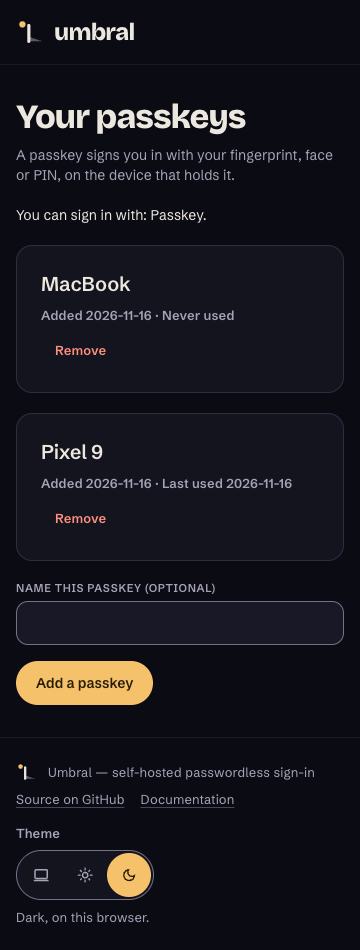 umbral
Your passkeys
A passkey signs you in with your fingerprint, face
or PIN, on the device that holds it.
You can sign in with: Passkey.
MacBook
Added 2026-11-16 · Never used
Remove
Pixel 9
Added 2026-11-16 · Last used 2026-11-16
Remove
NAME THIS PASSKEY (OPTIONAL)
Add a passkey
Umbral — self-hosted passwordless sign-in
Source on GitHub Documentation
Theme
Dark, on this browser.